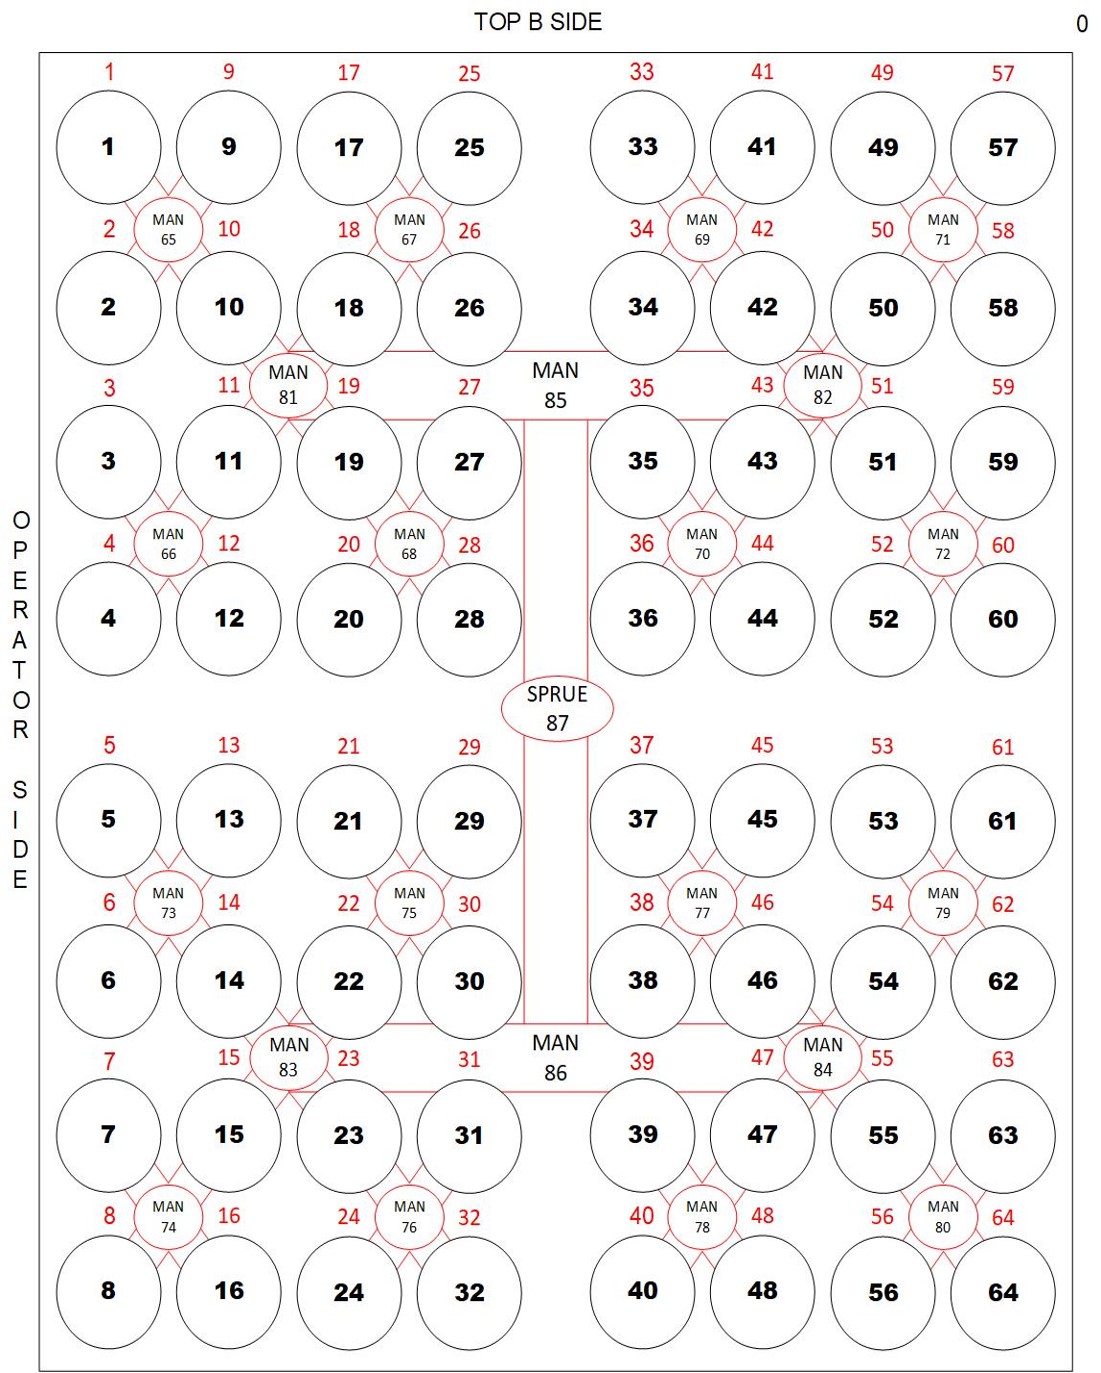 TOP B SIDE
0
1 9 17 25 33 41 49 57
1 9 17 25 33 41 49 57
MAN MAN MAN MAN
2 65 10 18 67 26 34 69 42 50 71 58
2 10 18 26 34 42 50 58
MAN MAN MAN
3 11 81 19 27 85 35 43 82 51 59
3 11 19 27 35 43 51 59
MAN MAN MAN MAN
4 66 12 20 68 28 36 70 44 52 72 60
4 12 20 28 36 44 52 60
OPERATOR SIDE
SPRUE
87
5 13 21 29 37 45 53 61
5 13 21 29 37 45 53 61
MAN MAN MAN MAN
6 73 14 22 75 30 38 77 46 54 79 62
6 14 22 30 38 46 54 62
MAN MAN MAN
7 15 83 23 31 86 39 47 84 55 63
7 15 23 31 39 47 55 63
MAN MAN MAN MAN
8 74 16 24 76 32 40 78 48 56 80 64
8 16 24 32 40 48 56 64